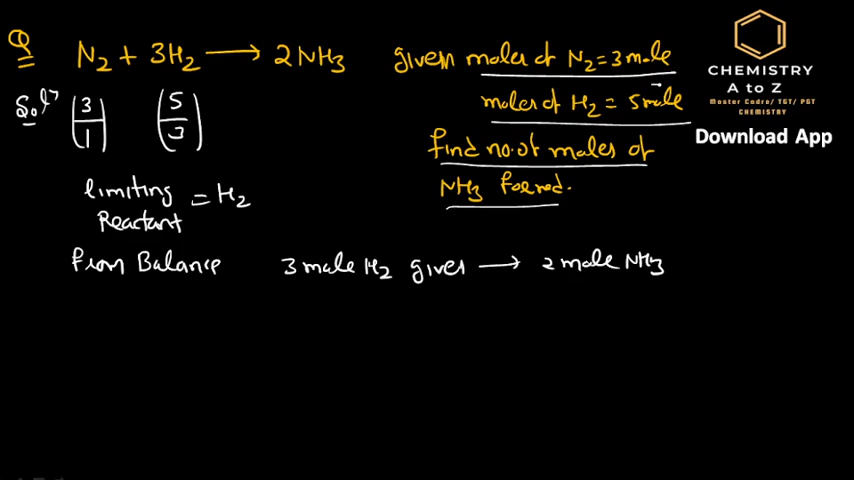 Q N₂ + 3H₂ → 2NH₃ given moles of N₂ = 3 mole
Solⁿ (3/1) (5/3) moles of H₂ = 5 mole
find no. of moles of
NH₃ formed.
limiting
Reactant = H₂
from Balance 3 mole H₂ gives → 2 mole NH₃
CHEMISTRY
A to Z
Master Cadre/ TGT/ PGT
CHEMISTRY
Download App